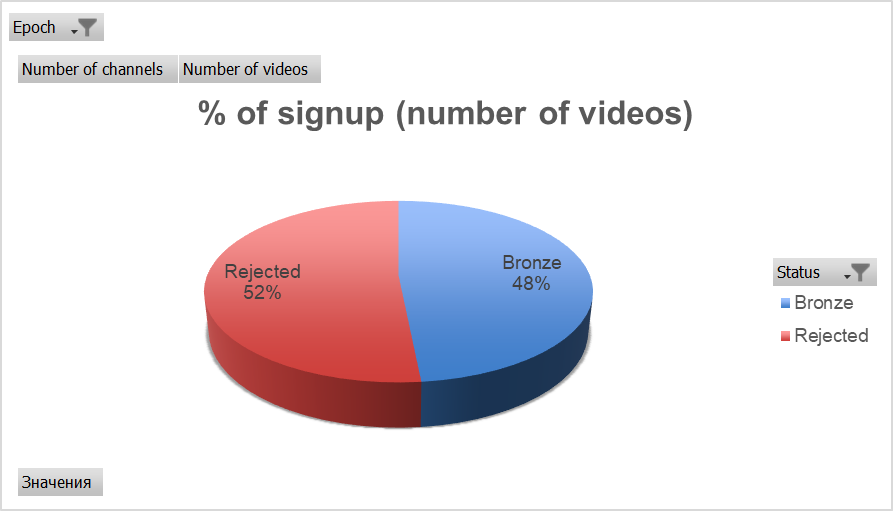 Epoch
Number of channels
Number of videos
% of signup (number of videos)
Rejected
52%
Bronze
48%
Status
Bronze
Rejected
Значения